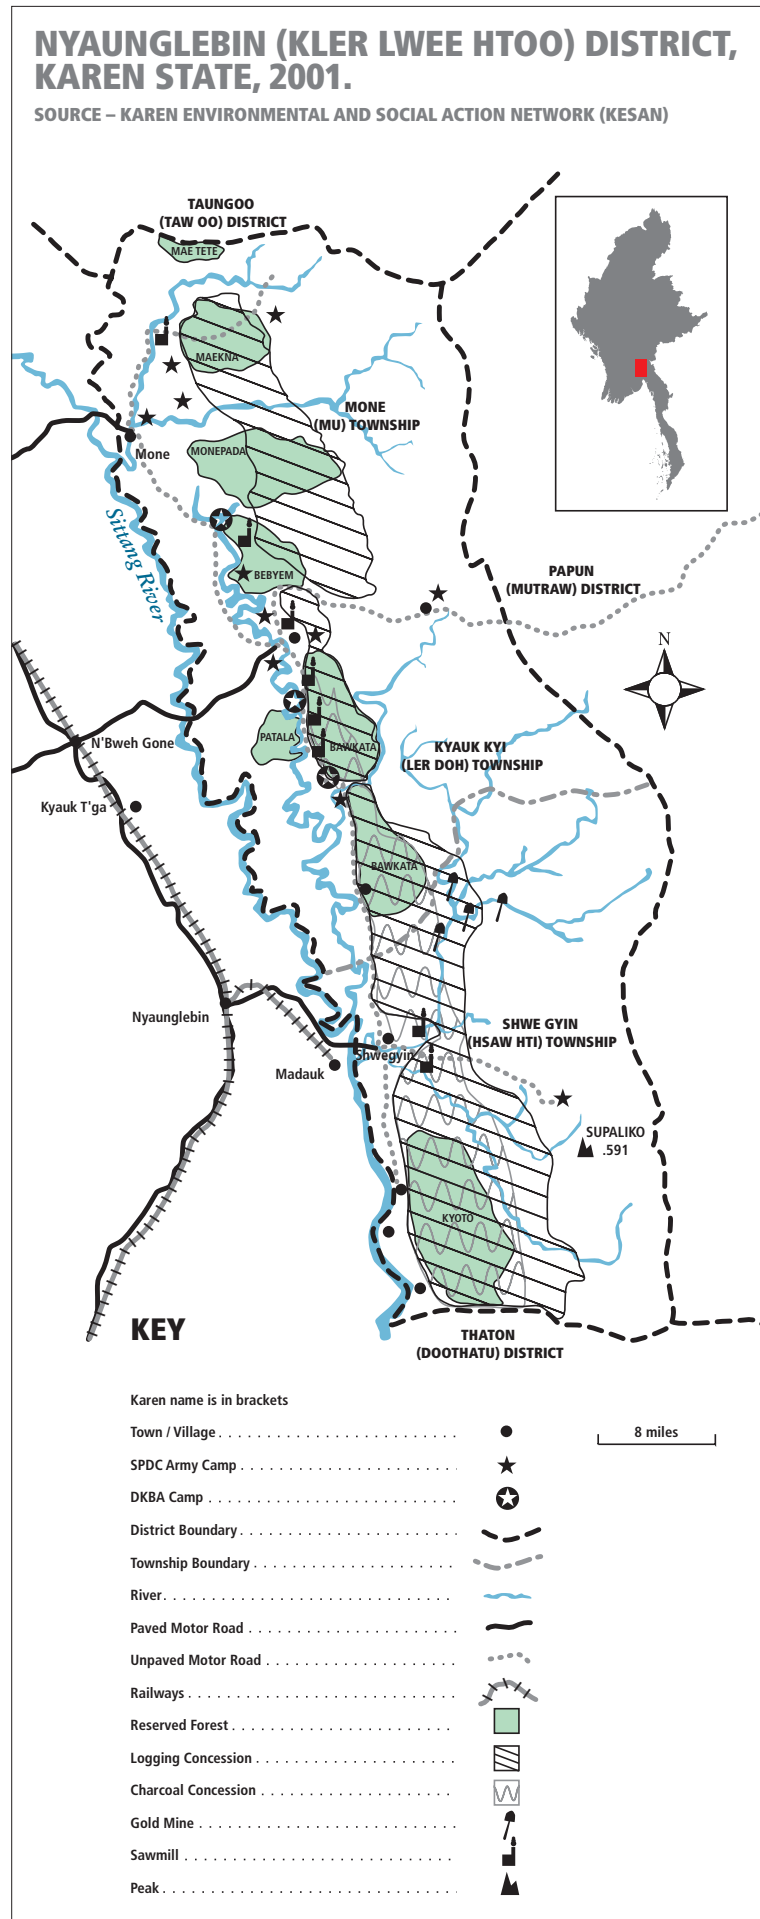 NYAUNGLEBIN (KLER LWEE HTOO) DISTRICT,
KAREN STATE, 2001.
SOURCE – KAREN ENVIRONMENTAL AND SOCIAL ACTION NETWORK (KESAN)
TAUNGOO
(TAW OO) DISTRICT
MAE TETE
MAEKNA
MONE
(MU) TOWNSHIP
Mone
MONEPADA
Sittang River
BEBYEM
PAPUN
(MUTRAW) DISTRICT
N
N'Bweh Gone
PATALA
BAWKATA
KYAUK KYI
(LER DOH) TOWNSHIP
Kyauk T'ga
BAWKATA
Nyaunglebin
SHWE GYIN
(HSAW HTI) TOWNSHIP
Shwegyin
Madauk
SUPALIKO
.591
KYOTO
THATON
(DOOTHATU) DISTRICT
KEY
Karen name is in brackets
Town / Village
8 miles
SPDC Army Camp
DKBA Camp
District Boundary
Township Boundary
River
Paved Motor Road
Unpaved Motor Road
Railways
Reserved Forest
Logging Concession
Charcoal Concession
Gold Mine
Sawmill
Peak